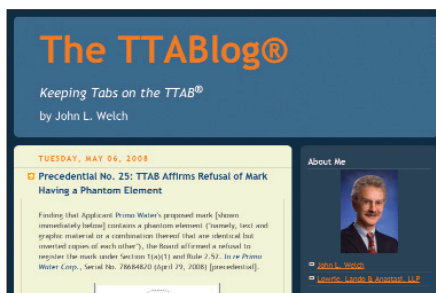 The TTABlog®
Keeping Tabs on the TTAB®
by John L. Welch
TUESDAY, MAY 06, 2008
Precedential No. 25: TTAB Affirms Refusal of Mark
Having a Phantom Element
Finding that Applicant Primo Water's proposed mark [shown
immediately below] contains a phantom element ("namely, text and
graphic material or a combination thereof that are identical but
inverted copies of each other"), the Board affirmed a refusal to
register the mark under Section 1(a)(1) and Rule 2.52. In re Primo
Water Corp., Serial No. 78684820 (April 29, 2008) [precedential].
About Me
John L. Welch
Lowrie, Lando & Anastasi, LLP